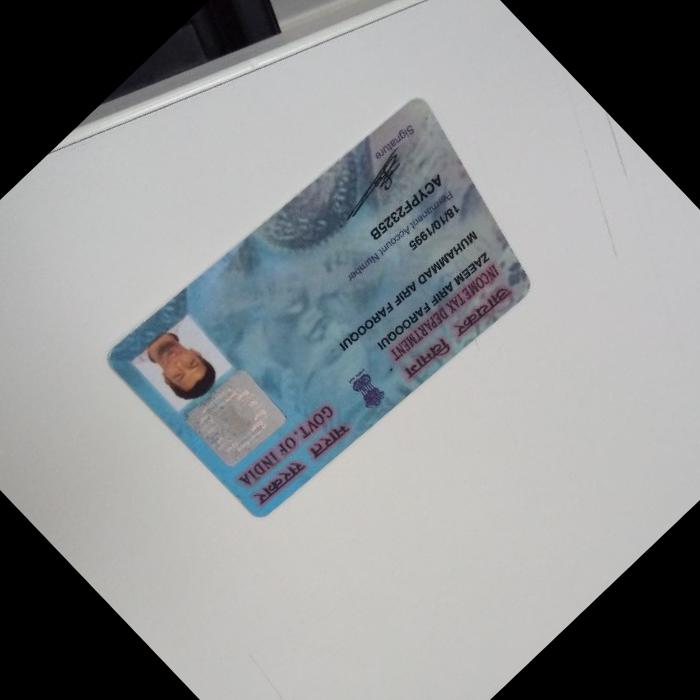 आयकर विभाग
INCOME TAX DEPARTMENT
भारत सरकार
GOVT. OF INDIA
ZAEEM ARIF FAROOQUI
MUHAMMAD ARIF FAROOQUI
18/10/1995
Permanent Account Number
ACYPF2325B
Signature